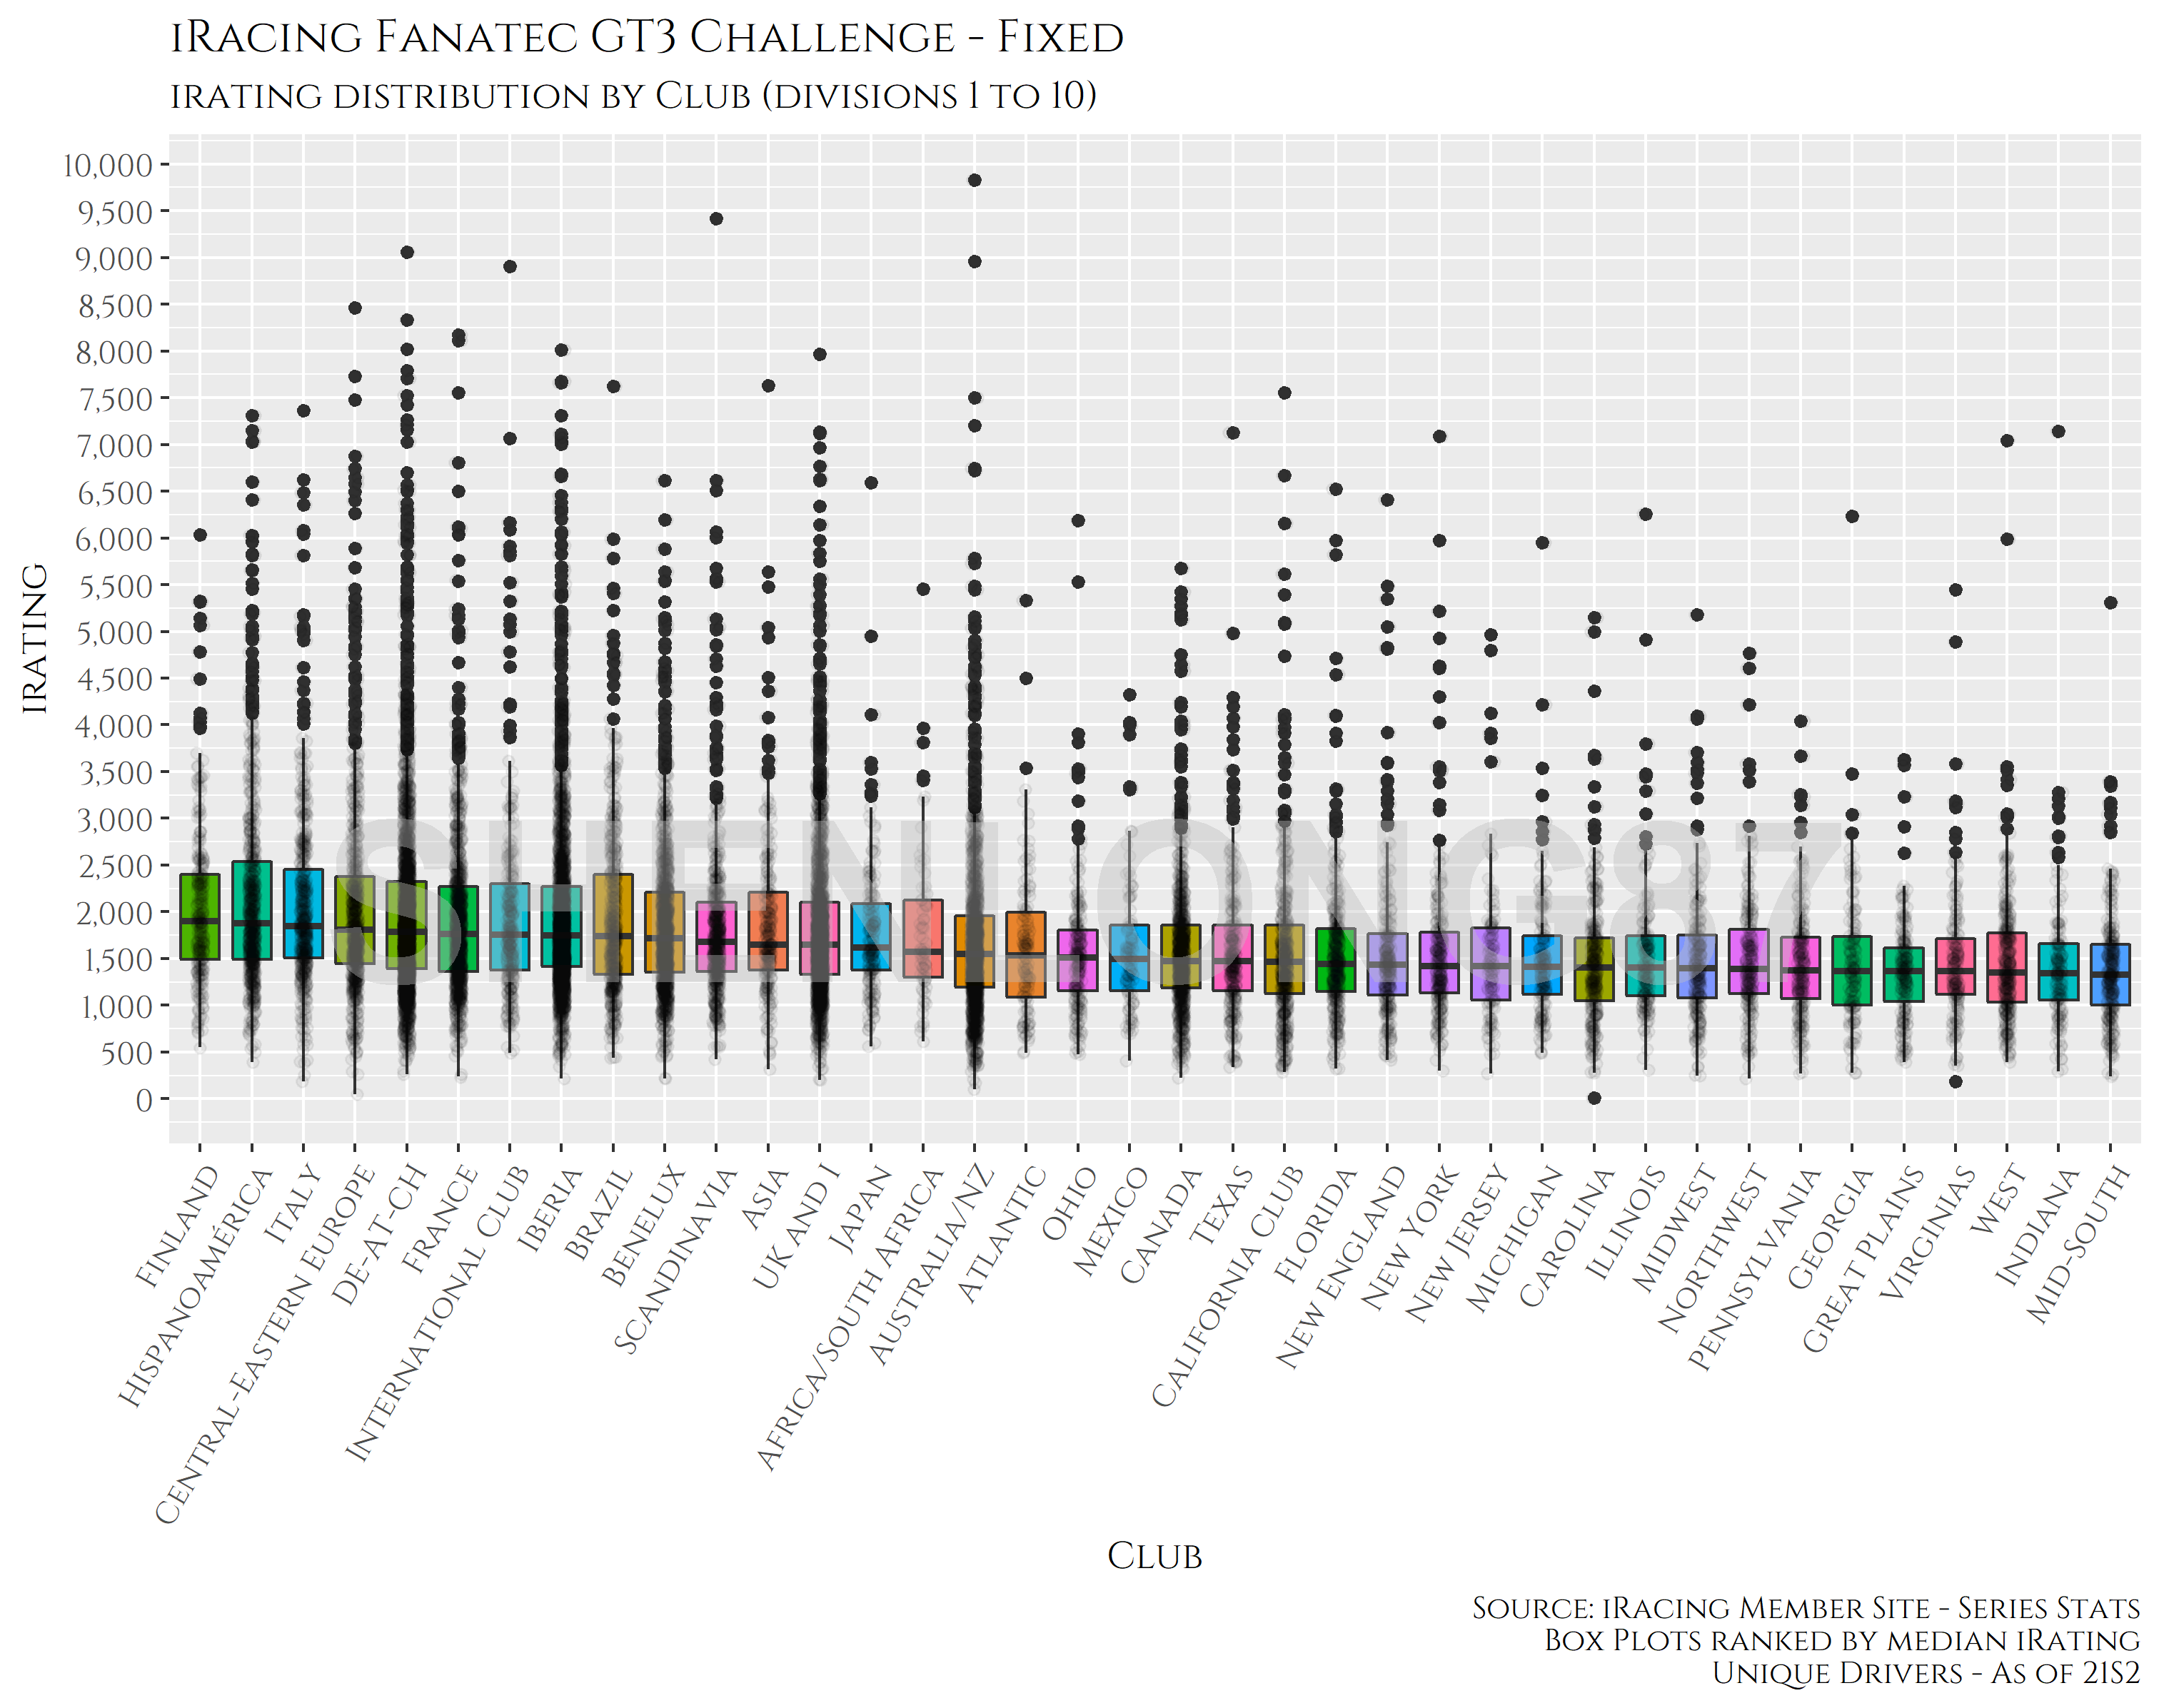 iRacing Fanatec GT3 Challenge - Fixed
irating distribution by Club (divisions 1 to 10)
10,000
9,500
9,000
8,500
8,000
7,500
7,000
6,500
6,000
5,500
5,000
4,500
4,000
3,500
3,000
2,500
2,000
1,500
1,000
500
0
irating
SHENLONG87
Finland
Hispanoamérica
Italy
Central-Eastern Europe
DE-AT-CH
France
International Club
Iberia
Brazil
Benelux
Scandinavia
Asia
UK and I
Japan
Africa/South Africa
Australia/NZ
Atlantic
Ohio
Mexico
Canada
Texas
California Club
Florida
New England
New York
New Jersey
Michigan
Carolina
Illinois
Midwest
Northwest
Pennsylvania
Georgia
Great Plains
Virginias
West
Indiana
Mid-South
Club
Source: iRacing Member Site - Series Stats
Box Plots ranked by median iRating
Unique Drivers - As of 21S2